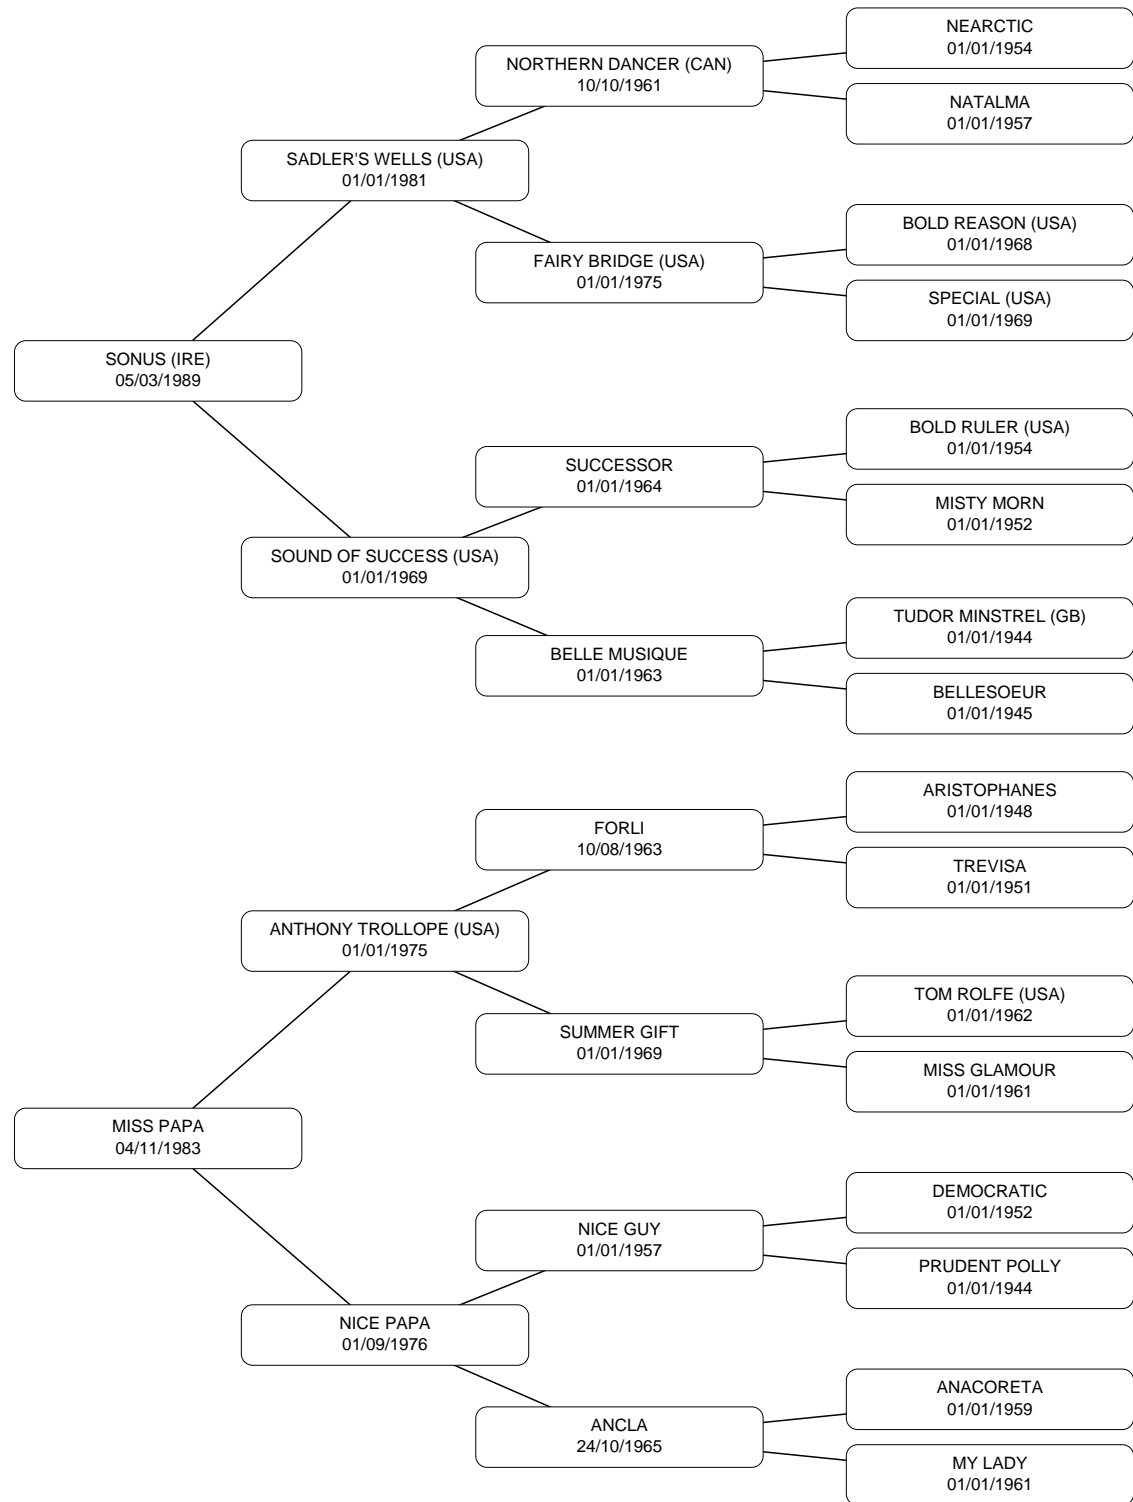 NEARCTIC
01/01/1954
NORTHERN DANCER (CAN)
10/10/1961
NATALMA
01/01/1957
SADLER'S WELLS (USA)
01/01/1981
BOLD REASON (USA)
01/01/1968
FAIRY BRIDGE (USA)
01/01/1975
SPECIAL (USA)
01/01/1969
SONUS (IRE)
05/03/1989
BOLD RULER (USA)
01/01/1954
SUCCESSOR
01/01/1964
MISTY MORN
01/01/1952
SOUND OF SUCCESS (USA)
01/01/1969
TUDOR MINSTREL (GB)
01/01/1944
BELLE MUSIQUE
01/01/1963
BELLESOEUR
01/01/1945
ARISTOPHANES
01/01/1948
FORLI
10/08/1963
TREVISA
01/01/1951
ANTHONY TROLLOPE (USA)
01/01/1975
TOM ROLFE (USA)
01/01/1962
SUMMER GIFT
01/01/1969
MISS GLAMOUR
01/01/1961
MISS PAPA
04/11/1983
DEMOCRATIC
01/01/1952
NICE GUY
01/01/1957
PRUDENT POLLY
01/01/1944
NICE PAPA
01/09/1976
ANACORETA
01/01/1959
ANCLA
24/10/1965
MY LADY
01/01/1961